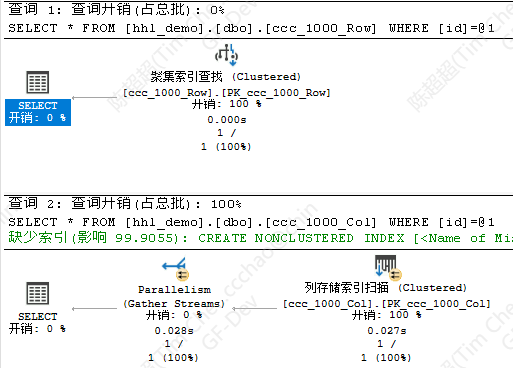 查询 1: 查询开销(占总批): 0%
SELECT * FROM [hhl_demo].[dbo].[ccc_1000_Row] WHERE [id]=@1
聚集索引查找 (Clustered)
[ccc_1000_Row].[PK_ccc_1000_Row]
SELECT
开销: 0 %
开销: 100 %
0.000s
1 /
1 (100%)
查询 2: 查询开销(占总批): 100%
SELECT * FROM [hhl_demo].[dbo].[ccc_1000_Col] WHERE [id]=@1
缺少索引(影响 99.9055): CREATE NONCLUSTERED INDEX [<Name of Mi
SELECT
开销: 0 %
Parallelism
(Gather Streams)
开销: 0 %
0.028s
1 /
1 (100%)
列存储索引扫描 (Clustered)
[ccc_1000_Col].[PK_ccc_1000_Col]
开销: 100 %
0.027s
1 /
1 (100%)